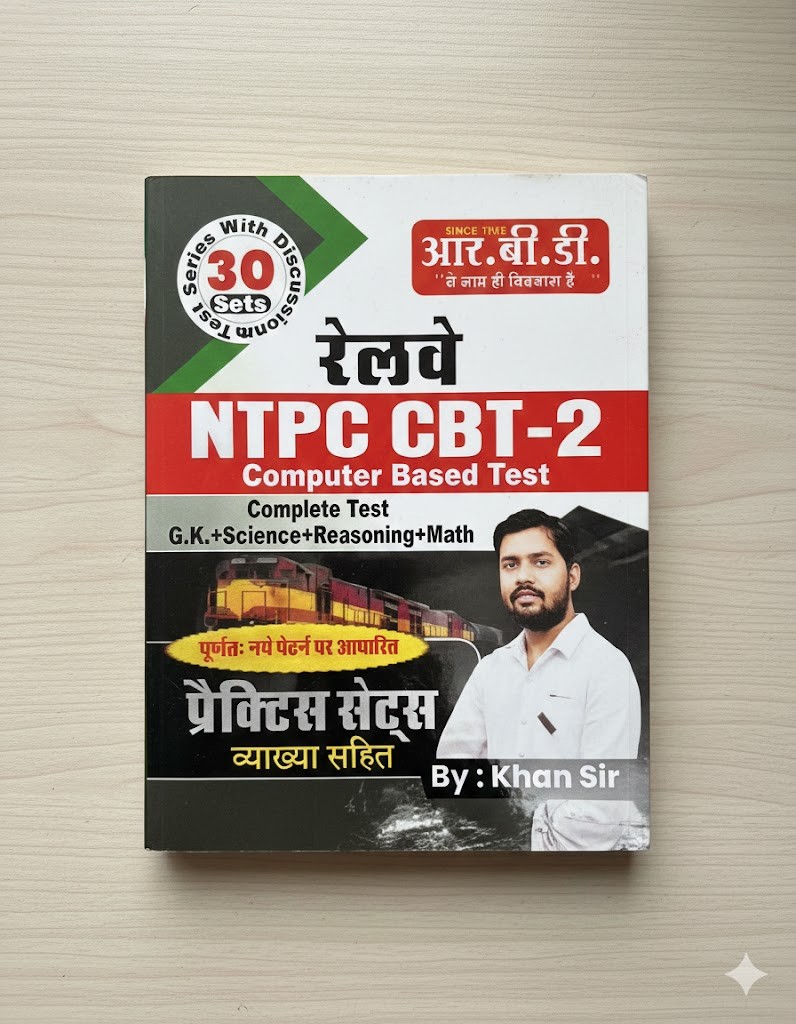 Test Series With Discussionm
30
Sets
SINCE TIME
आर.बी.डी.
" ने नाम ही विश्वास है "
रेलवे
NTPC CBT-2
Computer Based Test
Complete Test
G.K.+Science+Reasoning+Math
पूर्णतः नये पेटर्न पर आधारित
प्रैक्टिस सेट्स
व्याख्या सहित
By : Khan Sir